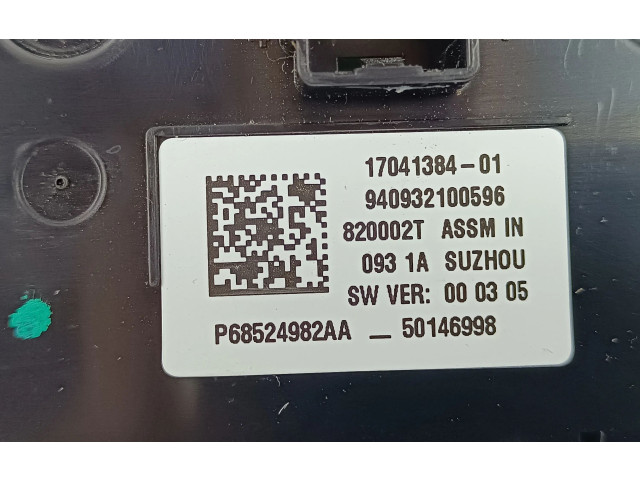 17041384-01
940932100596
820002T ASSM IN
093 1A SUZHOU
SW VER: 00 03 05
P68524982AA _ 50146998